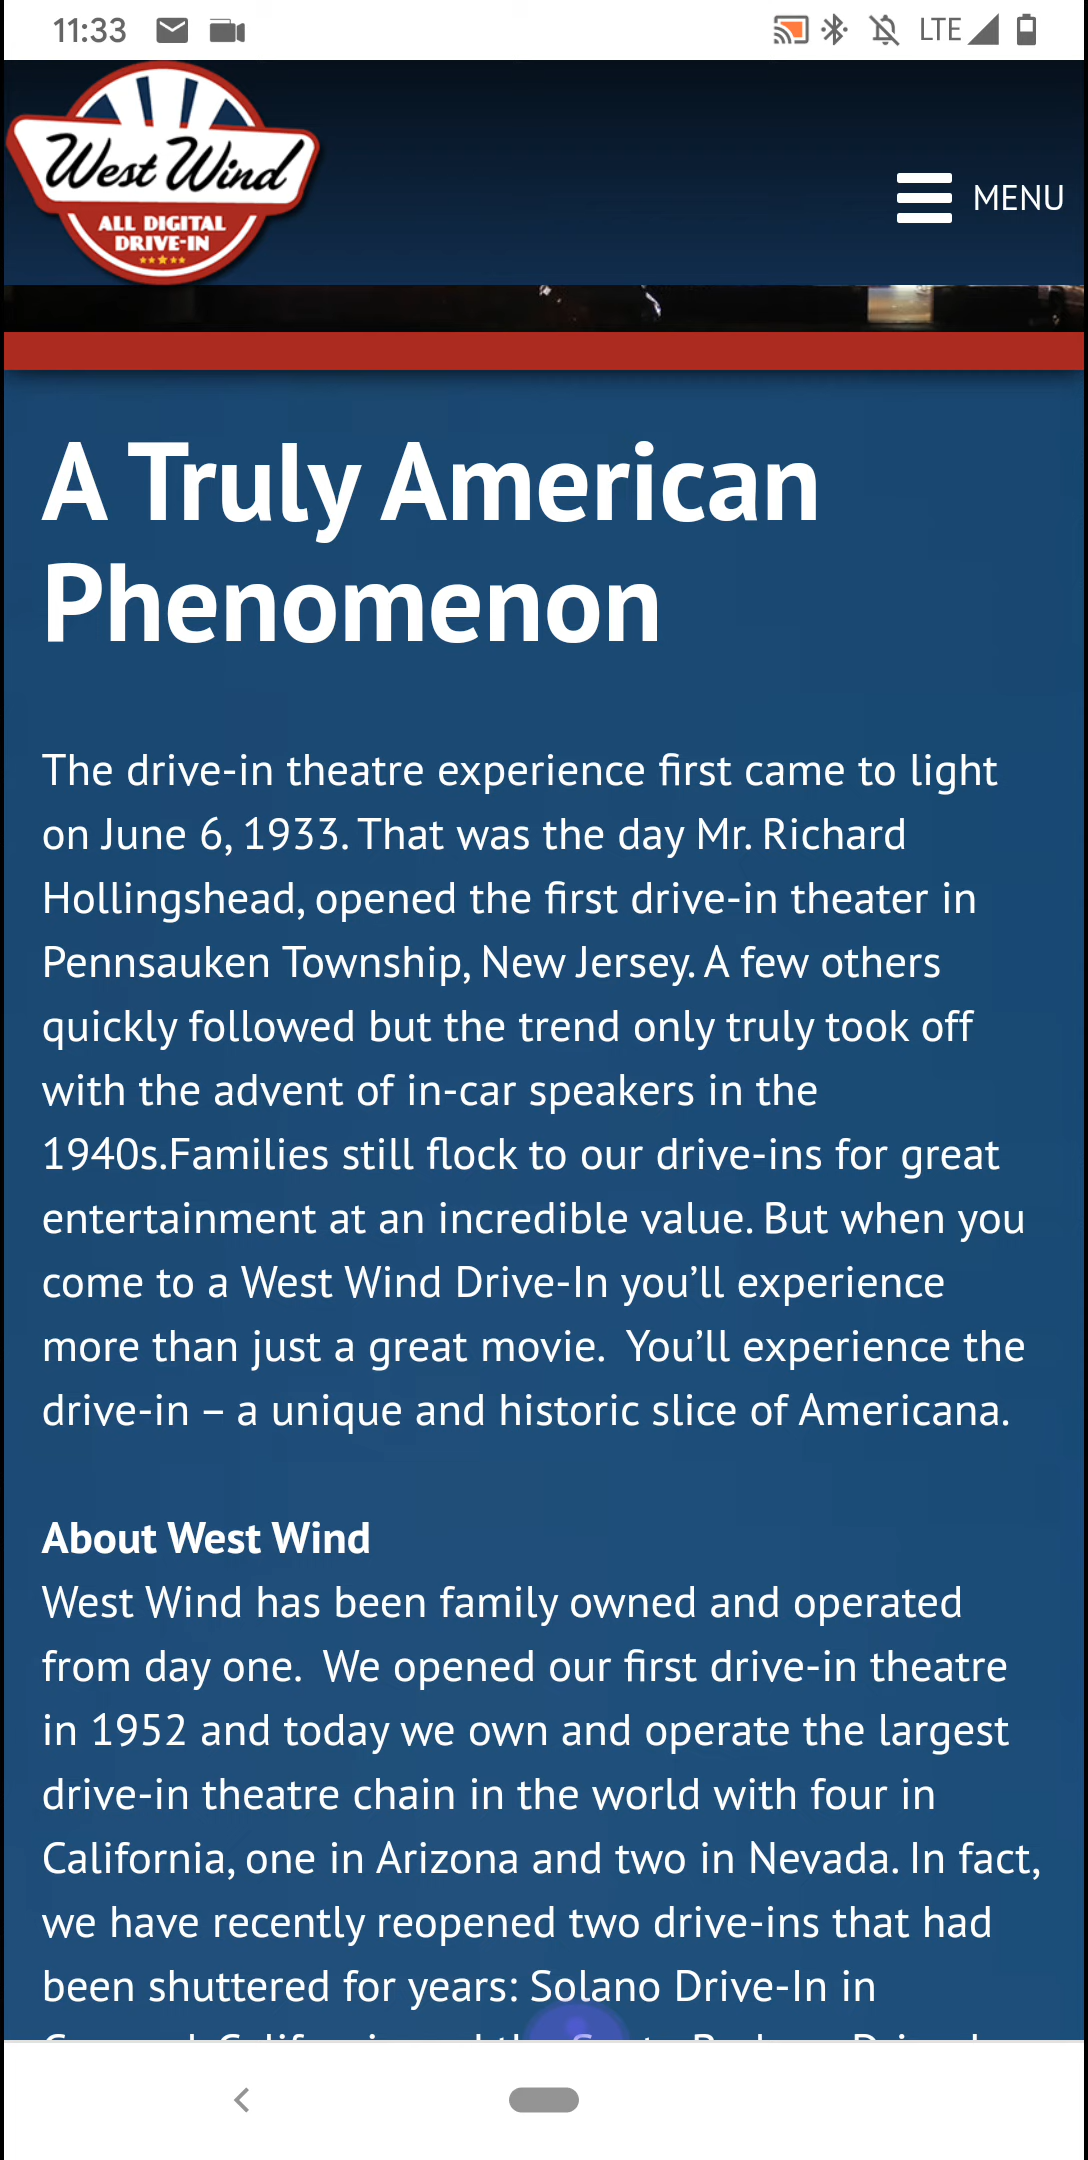 11:33
LTE
West Wind
ALL DIGITAL
DRIVE-IN
MENU
A Truly American
Phenomenon
The drive-in theatre experience first came to light
on June 6, 1933. That was the day Mr. Richard
Hollingshead, opened the first drive-in theater in
Pennsauken Township, New Jersey. A few others
quickly followed but the trend only truly took off
with the advent of in-car speakers in the
1940s.Families still flock to our drive-ins for great
entertainment at an incredible value. But when you
come to a West Wind Drive-In you’ll experience
more than just a great movie.  You’ll experience the
drive-in – a unique and historic slice of Americana.
About West Wind
West Wind has been family owned and operated
from day one.  We opened our first drive-in theatre
in 1952 and today we own and operate the largest
drive-in theatre chain in the world with four in
California, one in Arizona and two in Nevada. In fact,
we have recently reopened two drive-ins that had
been shuttered for years: Solano Drive-In in